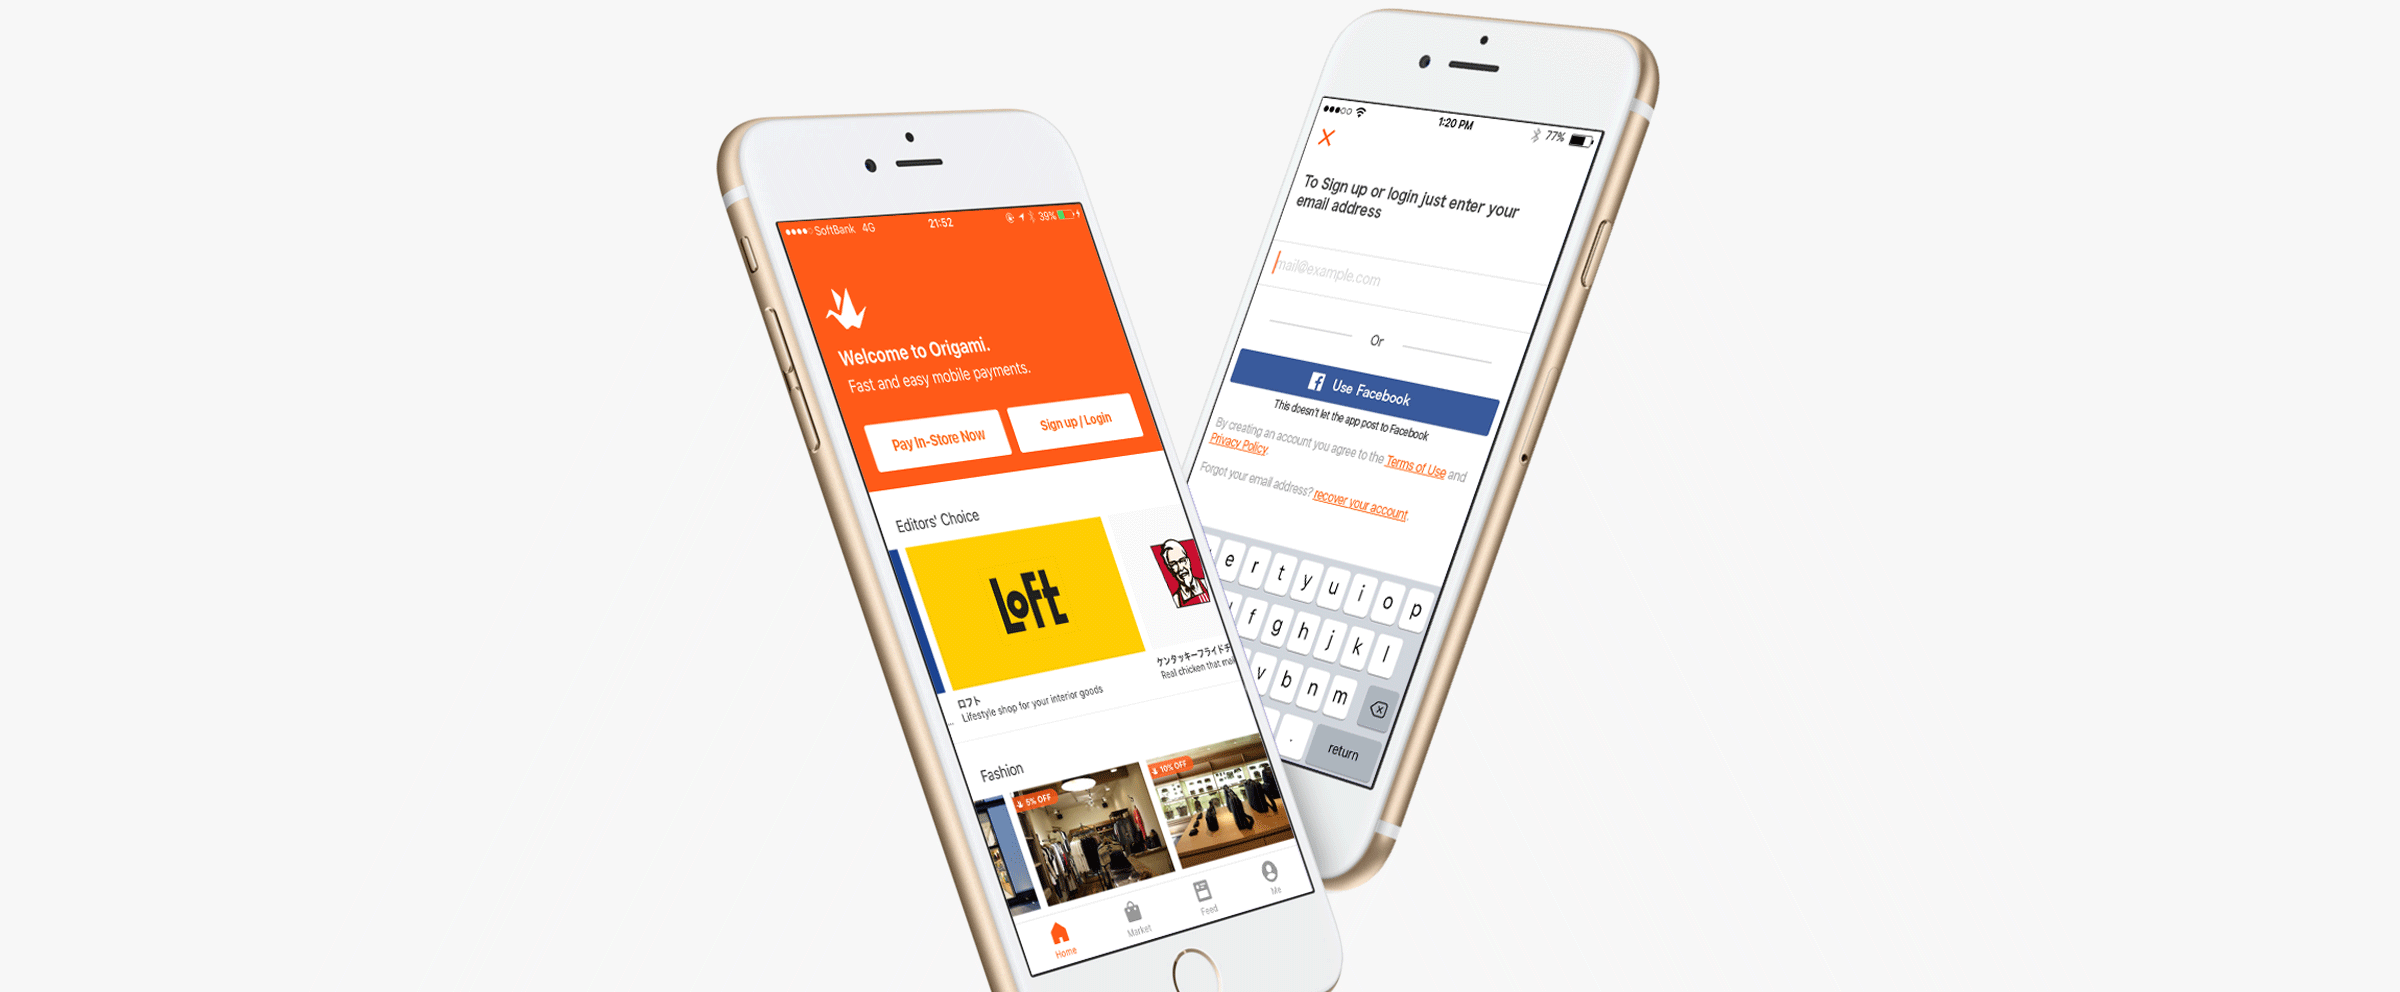 SoftBank 4G 21:52 39%
Welcome to Origami.
Fast and easy mobile payments.
Pay In-Store Now
Sign up / Login
Editors' Choice
LOFT
ロフト
Lifestyle shop for your interior goods
ケンタッキーフライドチ
Real chicken that
Fashion
5% OFF
10% OFF
Home
Market
Feed
Me
1:20 PM 77%
To Sign up or login just enter your
email address
mail@example.com
Or
f Use Facebook
This doesn't let the app post to Facebook
By creating an account you agree to the Terms of Use and
Privacy Policy.
Forgot your email address? recover your account.
e r t y u i o p
f g h j k l
v b n m
.
return